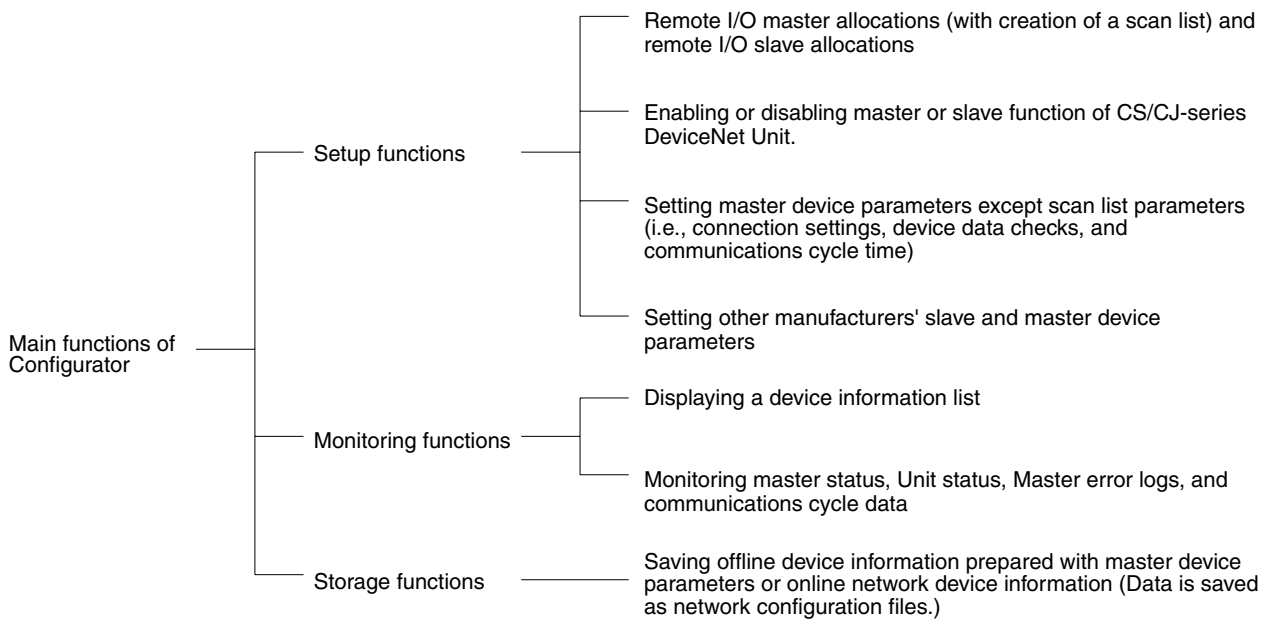 Remote I/O master allocations (with creation of a scan list) and
remote I/O slave allocations
Enabling or disabling master or slave function of CS/CJ-series
DeviceNet Unit.
Setup functions
Setting master device parameters except scan list parameters
(i.e., connection settings, device data checks, and
communications cycle time)
Setting other manufacturers' slave and master device
parameters
Main functions of
Configurator
Displaying a device information list
Monitoring functions
Monitoring master status, Unit status, Master error logs, and
communications cycle data
Storage functions
Saving offline device information prepared with master device
parameters or online network device information (Data is saved
as network configuration files.)